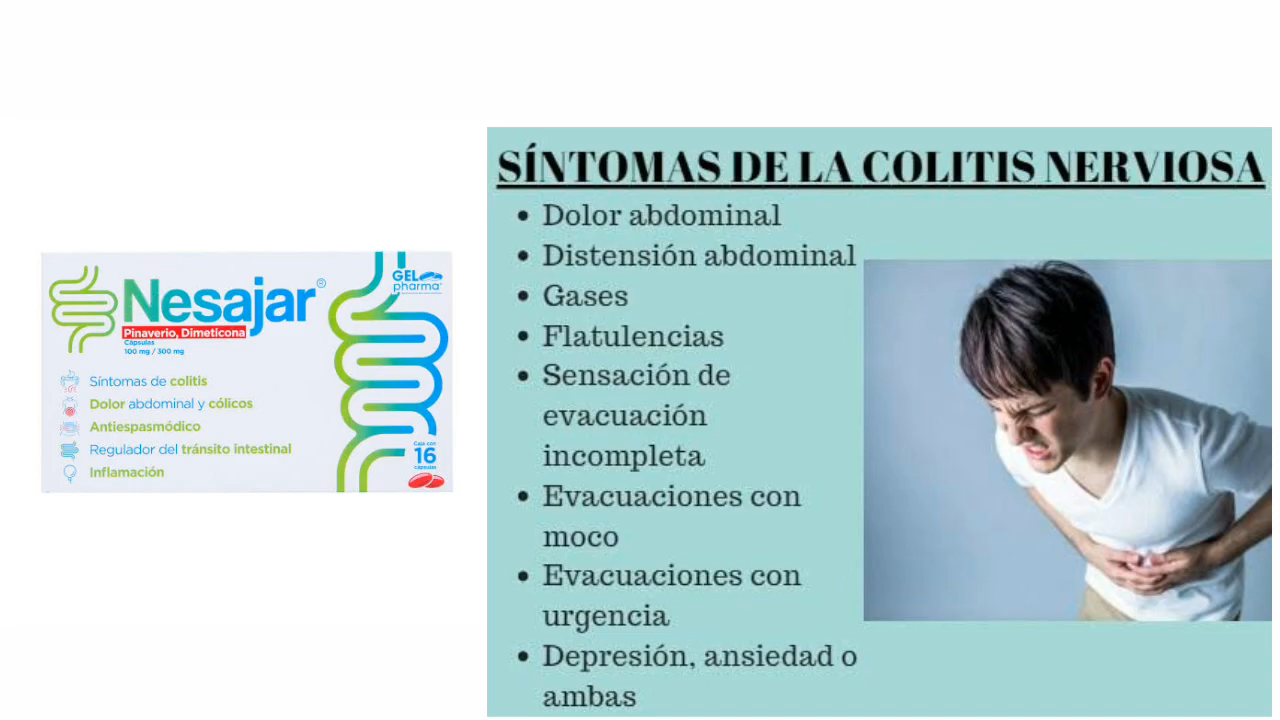 Nesajar®
GEL
pharma
Pinaverio, Dimeticona
Cápsulas
100 mg / 300 mg
Síntomas de colitis
Dolor abdominal y cólicos
Antiespasmódico
Regulador del tránsito intestinal
Inflamación
Caja con
16
cápsulas
SÍNTOMAS DE LA COLITIS NERVIOSA
• Dolor abdominal
• Distensión abdominal
• Gases
• Flatulencias
• Sensación de
evacuación
incompleta
• Evacuaciones con
moco
• Evacuaciones con
urgencia
• Depresión, ansiedad o
ambas